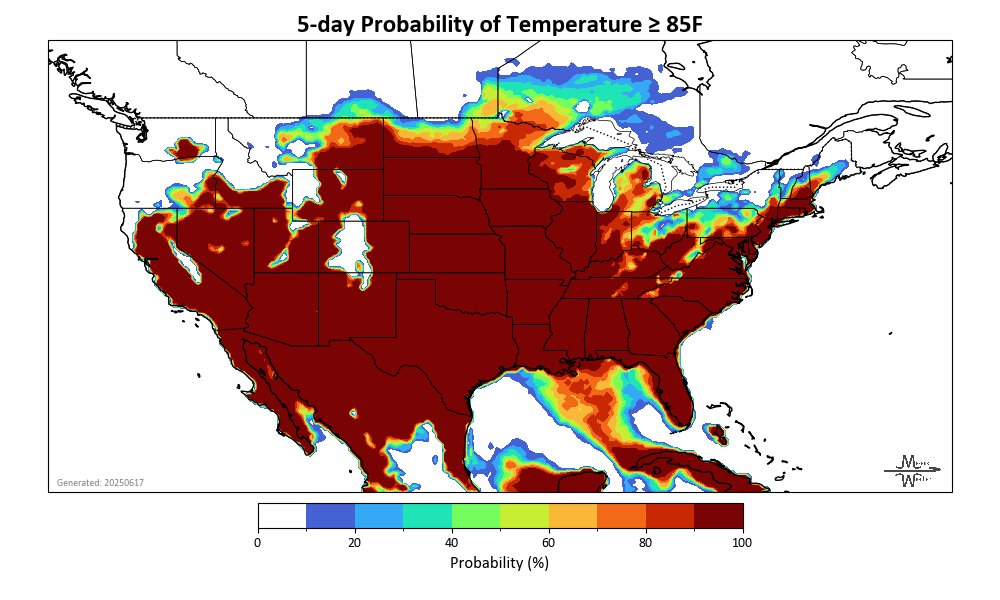 5-day Probability of Temperature ≥ 85F
Generated: 20250617
0 20 40 60 80 100
Probability (%)